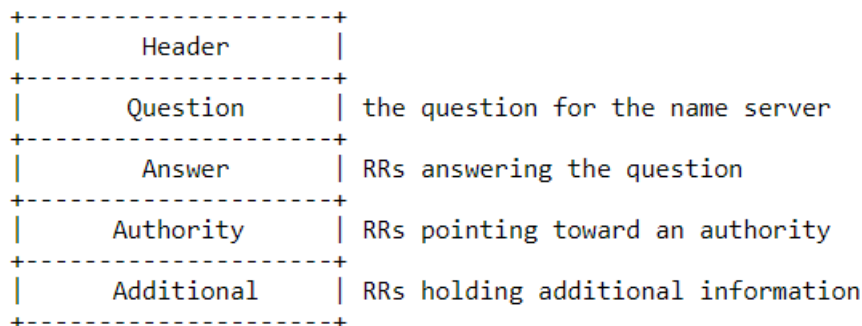 +---------------------+
|        Header       |
+---------------------+
|       Question      | the question for the name server
+---------------------+
|        Answer       | RRs answering the question
+---------------------+
|      Authority      | RRs pointing toward an authority
+---------------------+
|      Additional     | RRs holding additional information
+---------------------+